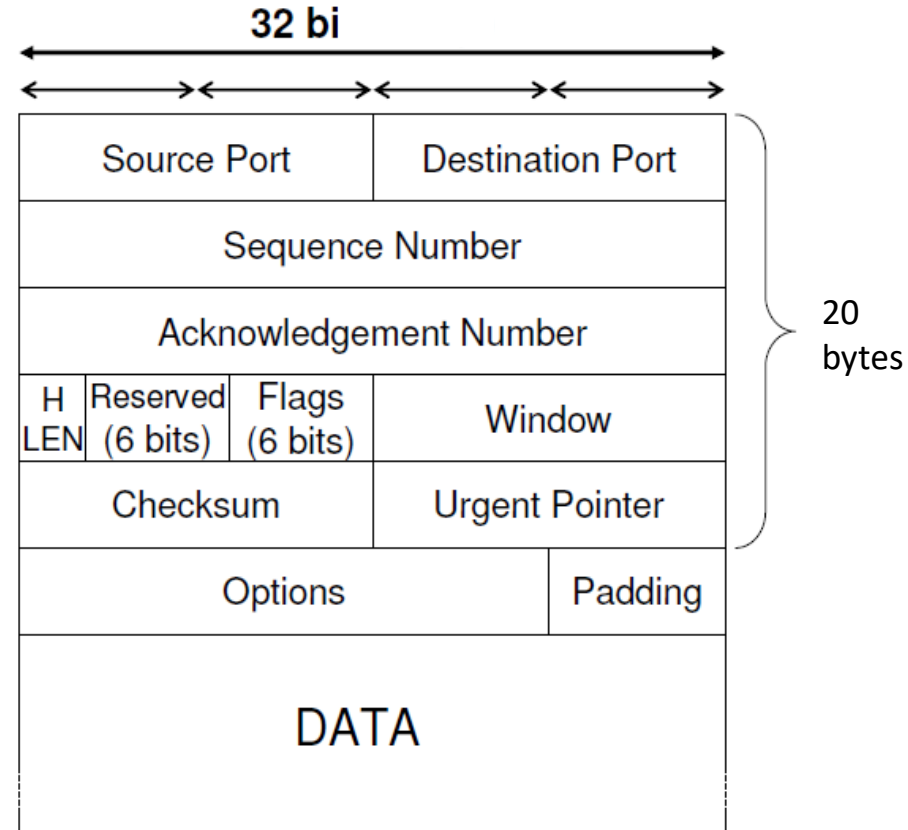 32 bi
Source Port
Destination Port
Sequence Number
Acknowledgement Number
20
bytes
H
LEN
Reserved
(6 bits)
Flags
(6 bits)
Window
Checksum
Urgent Pointer
Options
Padding
DATA